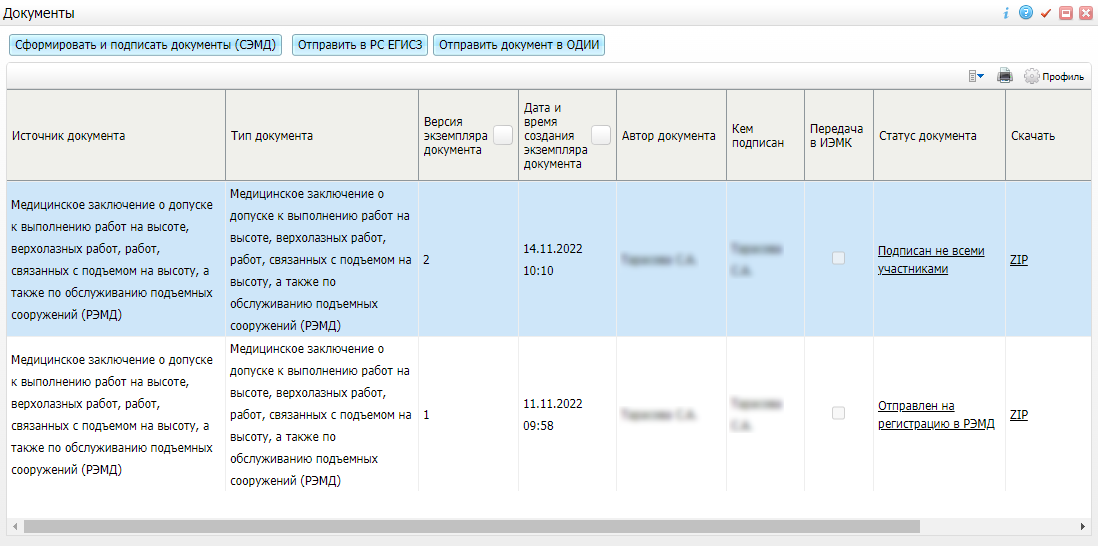 Документы
Сформировать и подписать документы (СЭМД)
Отправить в РС ЕГИСЗ
Отправить документ в ОДИИ
Профиль
Источник документа
Тип документа
Версия
экземпляра
документа
Дата и
время
создания
экземпляра
документа
Автор документа
Кем
подписан
Передача
в ИЭМК
Статус документа
Скачать
Медицинское заключение о допуске
к выполнению работ на высоте,
верхолазных работ, работ,
связанных с подъемом на высоту, а
также по обслуживанию подъемных
сооружений (РЭМД)
Медицинское заключение о
допуске к выполнению работ на
высоте, верхолазных работ,
работ, связанных с подъемом на
высоту, а также по
обслуживанию подъемных
сооружений (РЭМД)
2
14.11.2022
10:10
Подписан не всеми
участниками
ZIP
Медицинское заключение о допуске
к выполнению работ на высоте,
верхолазных работ, работ,
связанных с подъемом на высоту, а
также по обслуживанию подъемных
сооружений (РЭМД)
Медицинское заключение о
допуске к выполнению работ на
высоте, верхолазных работ,
работ, связанных с подъемом на
высоту, а также по
обслуживанию подъемных
сооружений (РЭМД)
1
11.11.2022
09:58
Отправлен на
регистрацию в РЭМД
ZIP